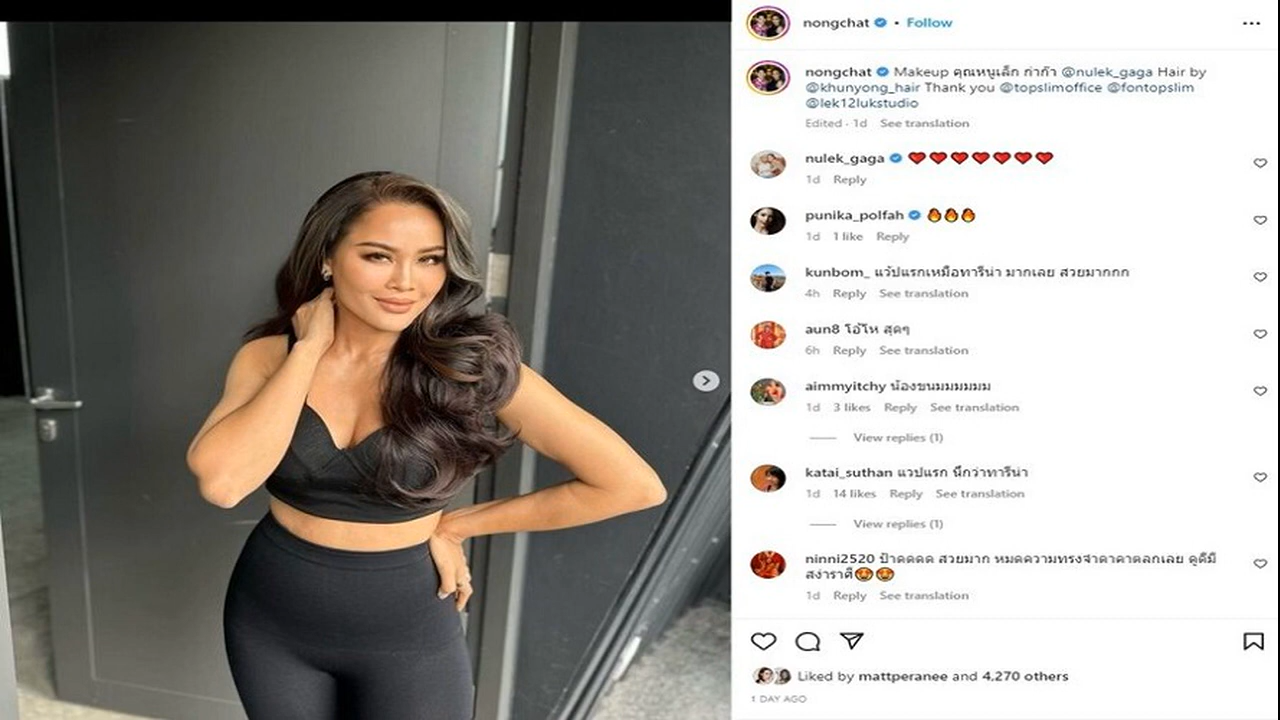 nongchat • Follow
nongchat Makeup คุณหนูเล็ก ก่าก๊า @nulek_gaga Hair by
@khunyong_hair Thank you @topslimoffice @fontopslim
@lek12lukstudio
Edited · 1d See translation
nulek_gaga ❤❤❤❤❤❤❤
1d Reply
punika_polfah 🔥🔥🔥
1d 1 like Reply
kunbom_ แว้ปแรกเหมือทารีน่า มากเลย สวยมากกก
4h Reply See translation
aun8 โอ้โห สุดๆ
6h Reply See translation
aimmyitchy น้องขนมมมมมม
1d 3 likes Reply See translation
View replies (1)
katai_suthan แวปแรก นึกว่าทารีน่า
1d 14 likes Reply See translation
View replies (1)
ninni2520 ป้าดดดด สวยมาก หมดความทรงจำดาคาตลกเลย ดูดีมี
สง่าราศี😍😍
1d Reply See translation
Liked by mattperanee and 4,270 others
1 DAY AGO